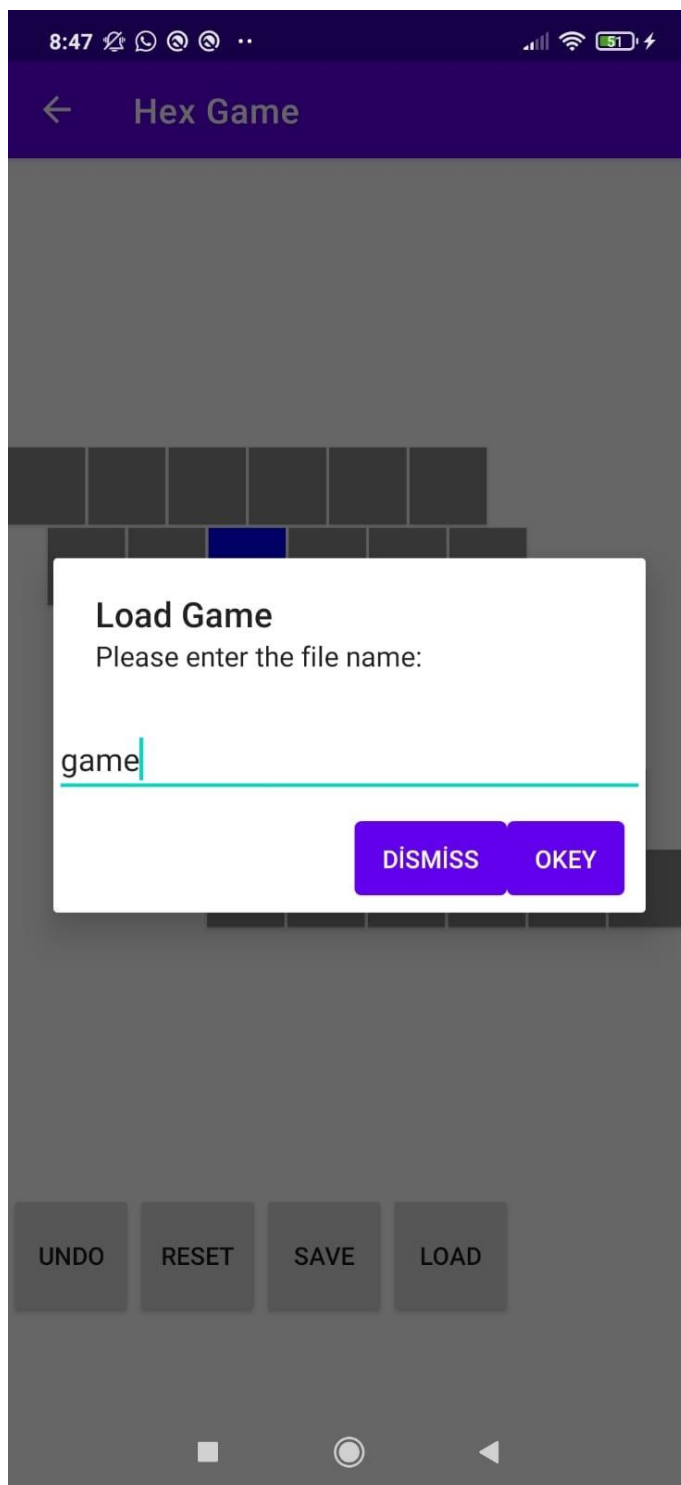 8:47
51
Hex Game
Load Game
Please enter the file name:
game
DİSMİSS OKEY
UNDO RESET SAVE LOAD